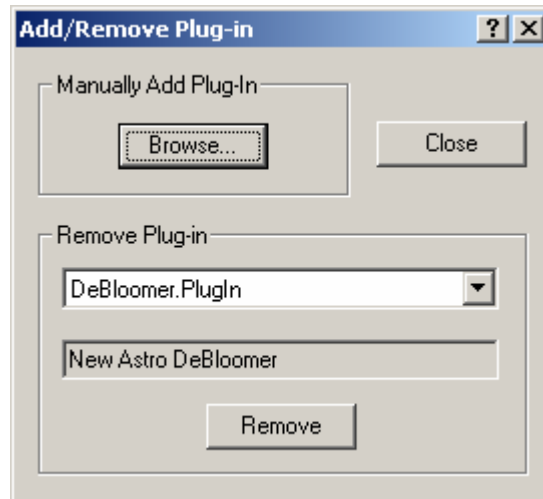 Add/Remove Plug-in
Manually Add Plug-In
Browse...
Close
Remove Plug-in
DeBloomer.PlugIn
New Astro DeBloomer
Remove